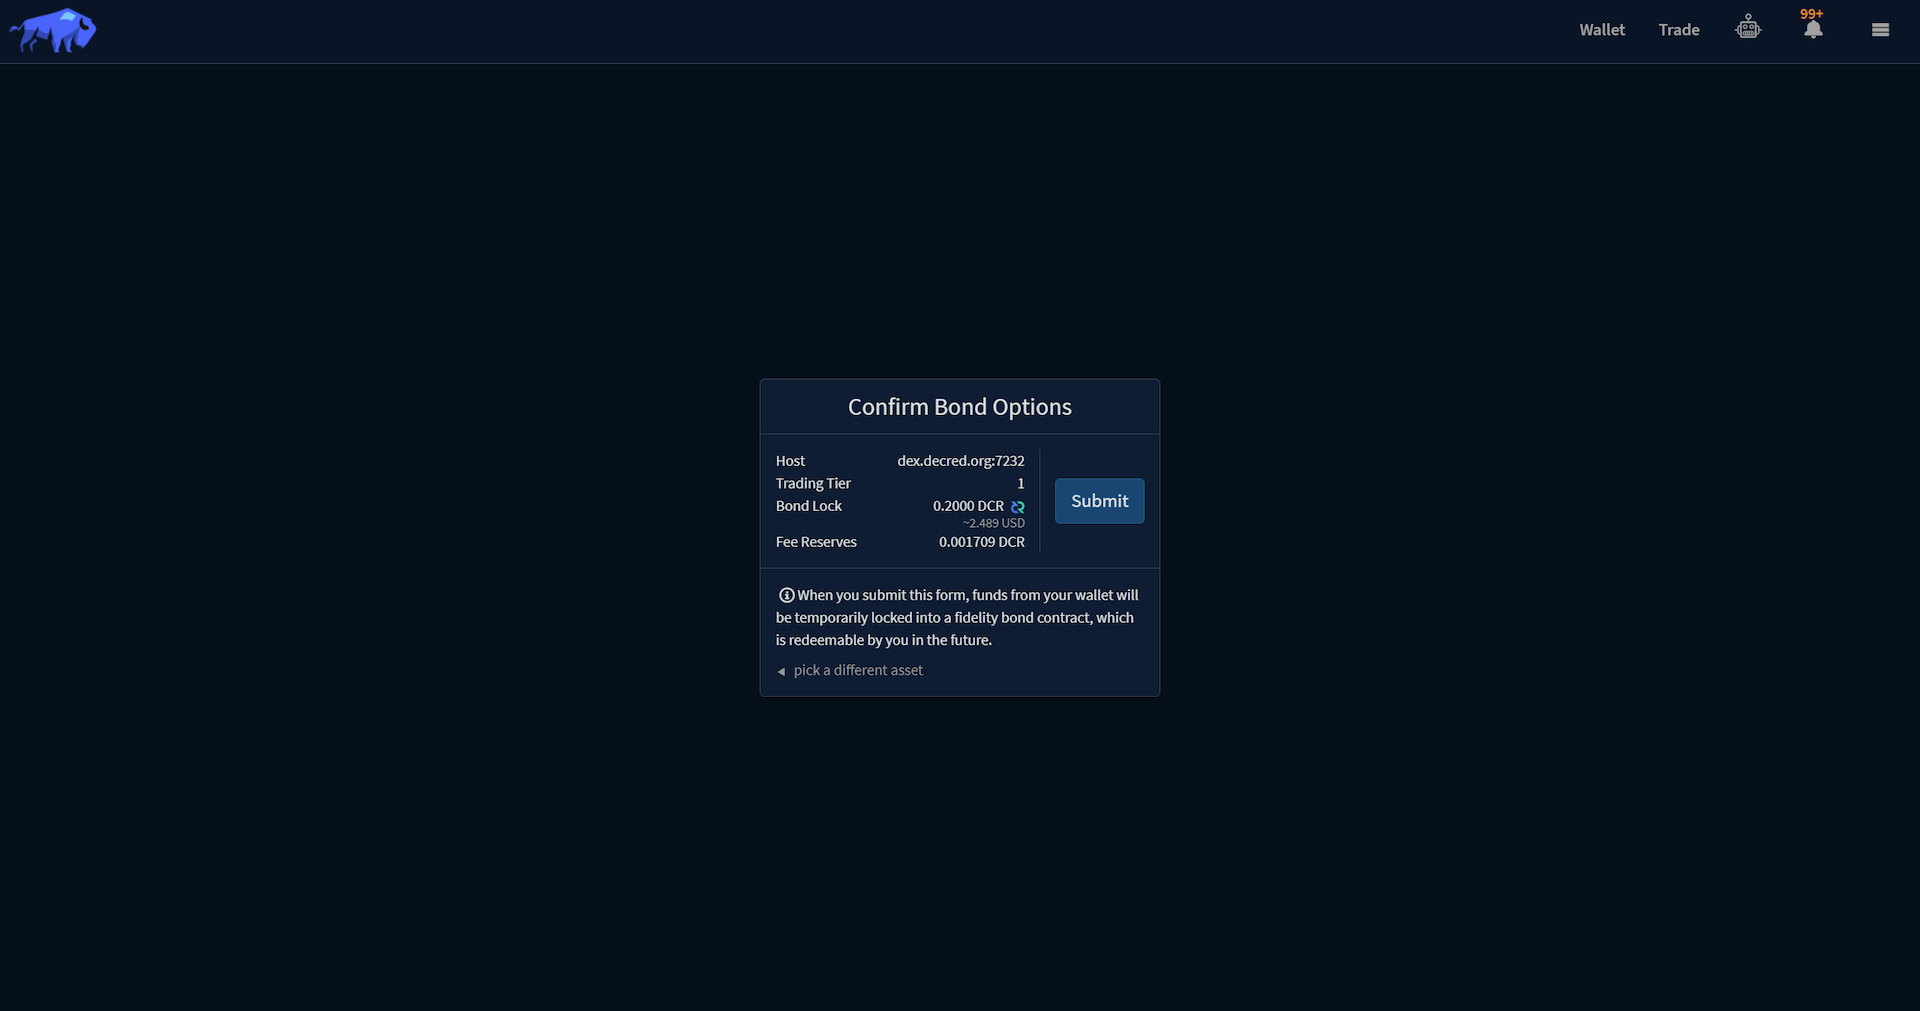 Wallet Trade 99+
Confirm Bond Options
Host dex.decred.org:7232
Trading Tier 1
Bond Lock 0.2000 DCR
~2.489 USD
Fee Reserves 0.001709 DCR
Submit
When you submit this form, funds from your wallet will
be temporarily locked into a fidelity bond contract, which
is redeemable by you in the future.
pick a different asset